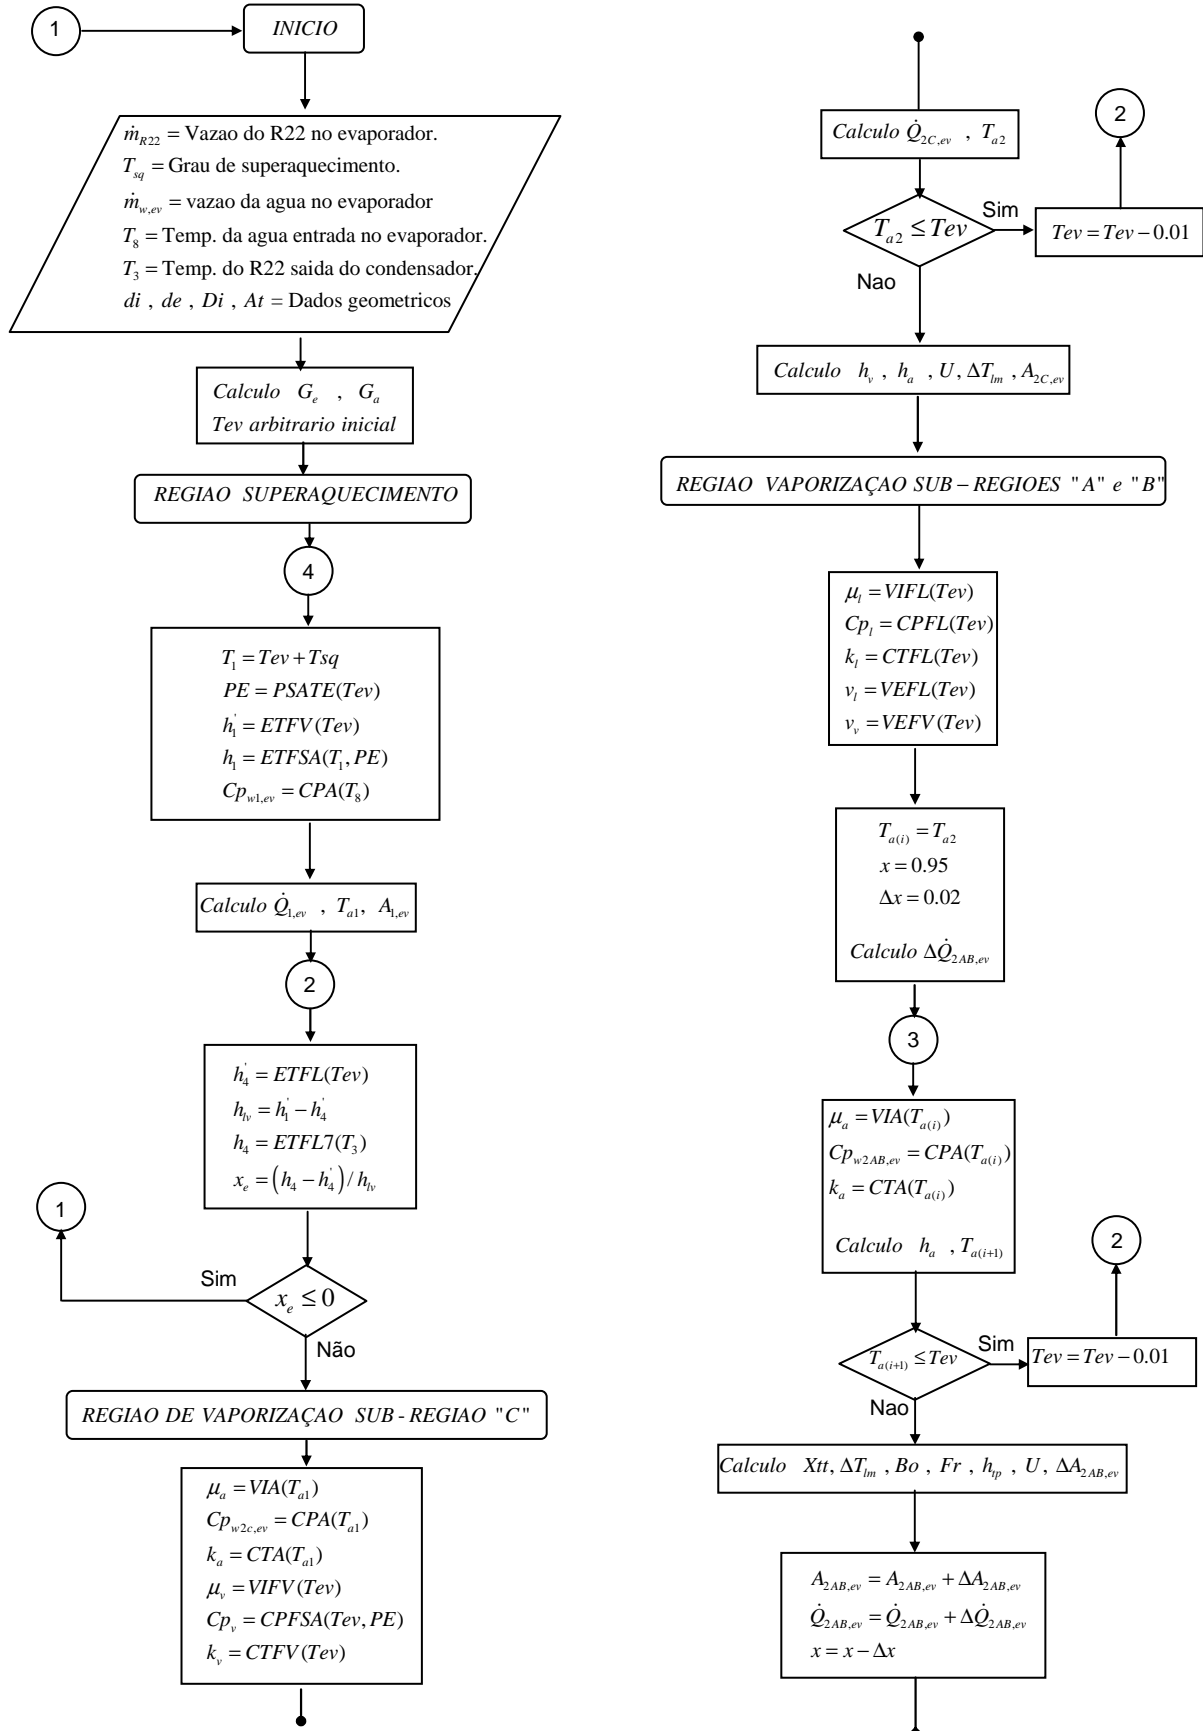 1
INICIO
ṁ_R22 = Vazao do R22 no evaporador.
T_sq = Grau de superaquecimento.
ṁ_w,ev = vazao da agua no evaporador
T_8 = Temp. da agua entrada no evaporador.
T_3 = Temp. do R22 saida do condensador.
di , de , Di , At = Dados geometricos
Calculo G_e , G_a
Tev arbitrario inicial
REGIAO SUPERAQUECIMENTO
4
T_1 = Tev + Tsq
PE = PSATE(Tev)
h_1' = ETFV(Tev)
h_1 = ETFSA(T_1, PE)
Cp_w1,ev = CPA(T_8)
Calculo Q̇_1,ev , T_a1, A_1,ev
2
h_4' = ETFL(Tev)
h_lv = h_1' − h_4'
h_4 = ETFL7(T_3)
x_e = (h_4 − h_4') / h_lv
1
Sim
x_e ≤ 0
Não
REGIAO DE VAPORIZAÇAO SUB - REGIAO "C"
μ_a = VIA(T_a1)
Cp_w2c,ev = CPA(T_a1)
k_a = CTA(T_a1)
μ_v = VIFV(Tev)
Cp_v = CPFSA(Tev, PE)
k_v = CTFV(Tev)
Calculo Q̇_2C,ev , T_a2
2
T_a2 ≤ Tev
Sim
Tev = Tev − 0.01
Nao
Calculo h_v , h_a , U, ΔT_lm , A_2C,ev
REGIAO VAPORIZAÇAO SUB − REGIOES "A" e "B"
μ_l = VIFL(Tev)
Cp_l = CPFL(Tev)
k_l = CTFL(Tev)
v_l = VEFL(Tev)
v_v = VEFV(Tev)
T_a(i) = T_a2
x = 0.95
Δx = 0.02
Calculo ΔQ̇_2AB,ev
3
μ_a = VIA(T_a(i))
Cp_w2AB,ev = CPA(T_a(i))
k_a = CTA(T_a(i))
Calculo h_a , T_a(i+1)
2
T_a(i+1) ≤ Tev
Sim
Tev = Tev − 0.01
Nao
Calculo Xtt, ΔT_lm , Bo , Fr , h_tp , U, ΔA_2AB,ev
A_2AB,ev = A_2AB,ev + ΔA_2AB,ev
Q̇_2AB,ev = Q̇_2AB,ev + ΔQ̇_2AB,ev
x = x − Δx